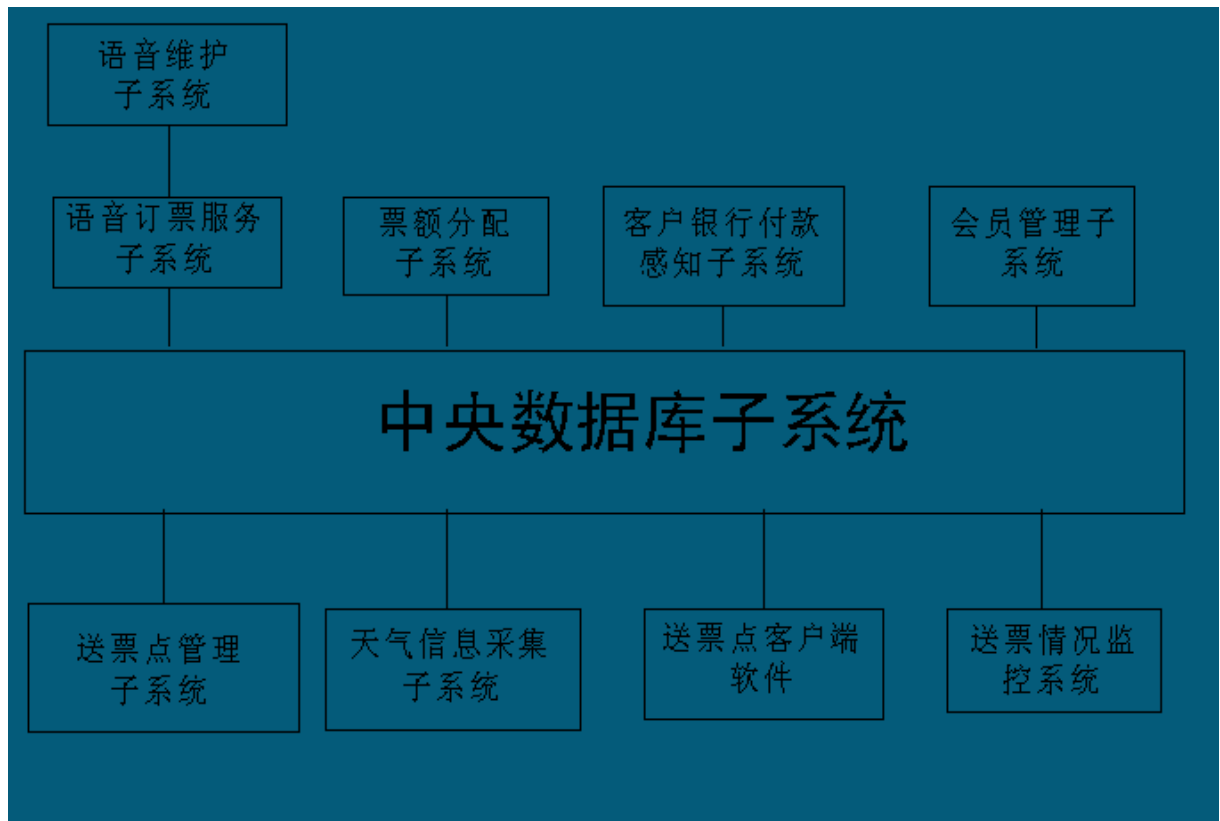 语音维护
子系统
语音订票服务
子系统
票额分配
子系统
客户银行付款
感知子系统
会员管理子
系统
中央数据库子系统
送票点管理
子系统
天气信息采集
子系统
送票点客户端
软件
送票情况监
控系统